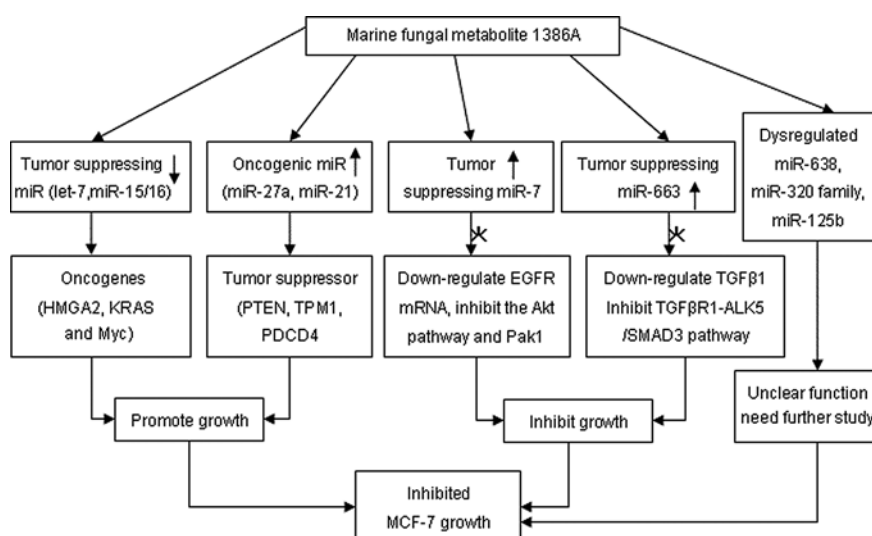 Marine fungal metabolite 1386A
Tumor suppressing
miR (let-7,miR-15/16)
Oncogenic miR
(miR-27a, miR-21)
Tumor
suppressing miR-7
Tumor suppressing
miR-663
Dysregulated
miR-638,
miR-320 family,
miR-125b
Oncogenes
(HMGA2, KRAS
and Myc)
Tumor suppressor
(PTEN, TPM1,
PDCD4
Down-regulate EGFR
mRNA, inhibit the Akt
pathway and Pak1
Down-regulate TGFβ1
Inhibit TGFβR1-ALK5
/SMAD3 pathway
Unclear function
need further study
Promote growth
Inhibit growth
Inhibited
MCF-7 growth